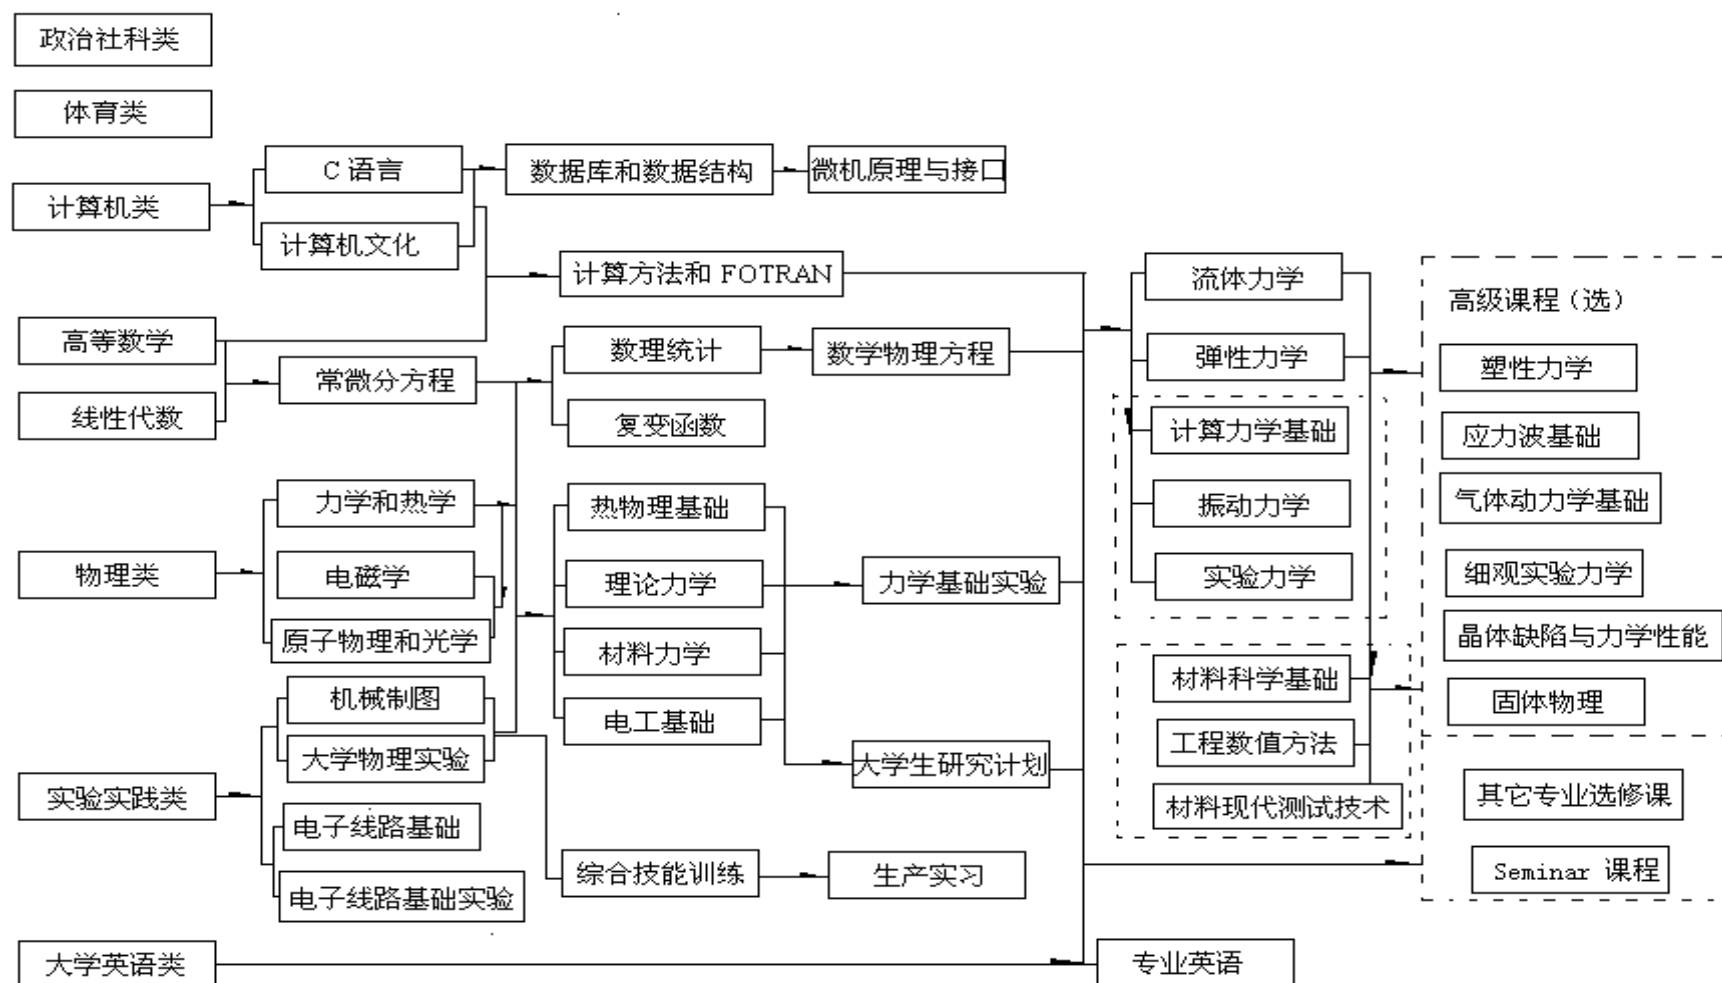 政治社科类
体育类
C 语言
数据库和数据结构
微机原理与接口
计算机类
计算机文化
计算方法和 FOTRAN
流体力学
高级课程（选）
高等数学
数理统计
数学物理方程
弹性力学
塑性力学
常微分方程
线性代数
复变函数
计算力学基础
应力波基础
力学和热学
热物理基础
振动力学
气体动力学基础
物理类
电磁学
理论力学
力学基础实验
实验力学
细观实验力学
原子物理和光学
材料力学
晶体缺陷与力学性能
机械制图
材料科学基础
固体物理
电工基础
大学物理实验
工程数值方法
大学生研究计划
实验实践类
材料现代测试技术
其它专业选修课
电子线路基础
综合技能训练
生产实习
Seminar 课程
电子线路基础实验
大学英语类
专业英语